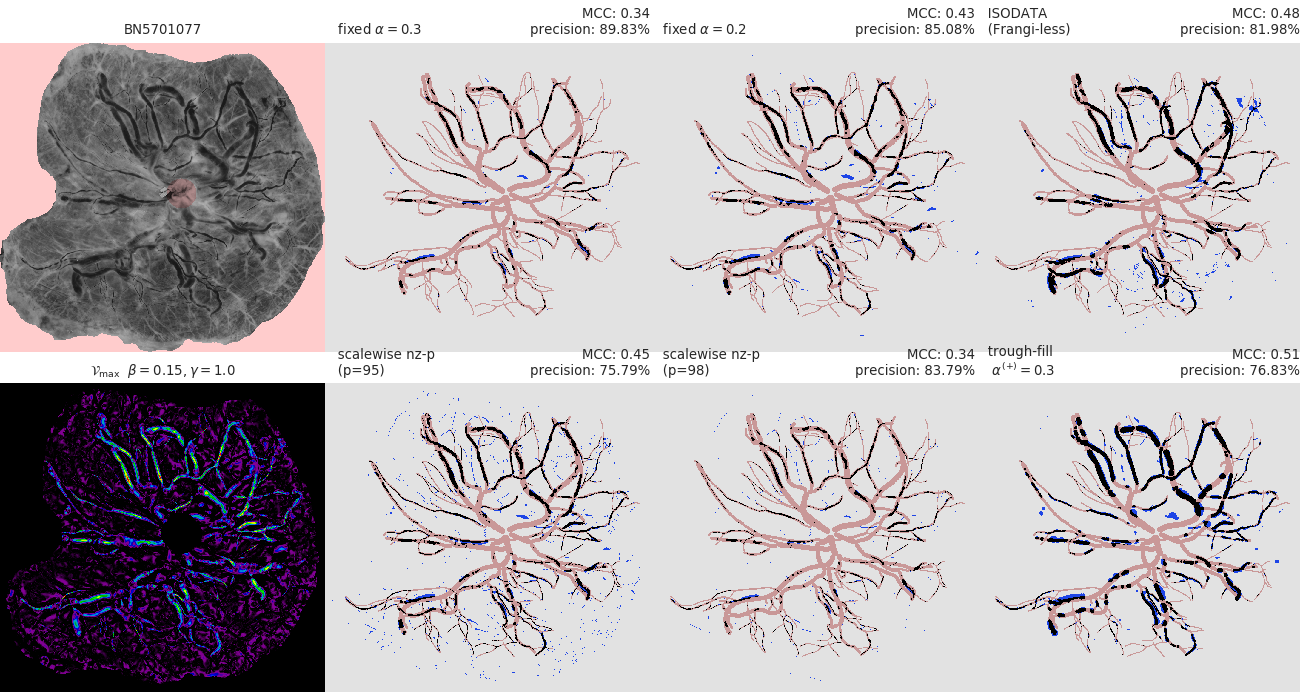 BN5701077
fixed α = 0.3
MCC: 0.34
precision: 89.83%
fixed α = 0.2
MCC: 0.43
precision: 85.08%
ISODATA
(Frangi-less)
MCC: 0.48
precision: 81.98%
𝒱max β = 0.15, γ = 1.0
scalewise nz-p
(p=95)
MCC: 0.45
precision: 75.79%
scalewise nz-p
(p=98)
MCC: 0.34
precision: 83.79%
trough-fill
α(+) = 0.3
MCC: 0.51
precision: 76.83%